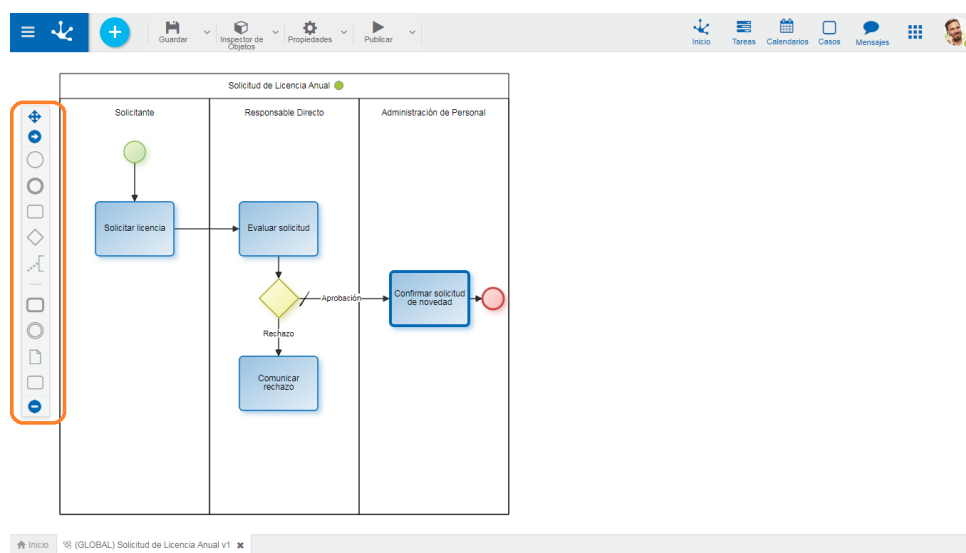 Guardar
Inspector de
Objetos
Propiedades
Publicar
Inicio
Tareas
Calendarios
Casos
Mensajes
Solicitud de Licencia Anual
Solicitante
Responsable Directo
Administración de Personal
Solicitar licencia
Evaluar solicitud
Aprobación
Confirmar solicitud
de novedad
Rechazo
Comunicar
rechazo
Inicio
(GLOBAL) Solicitud de Licencia Anual v1